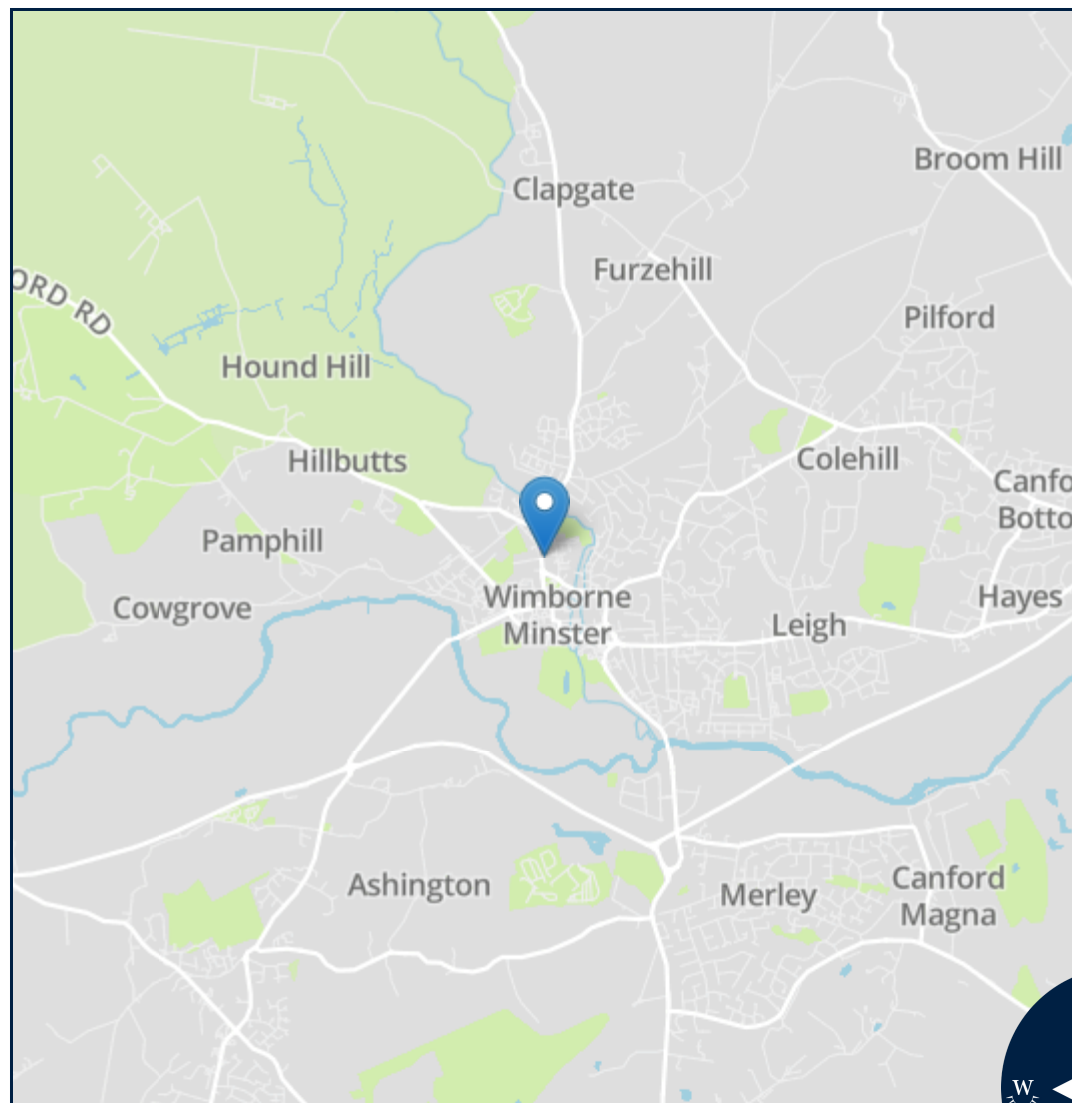 Broom Hill
Clapgate
Furzehill
ORD RD
Pilford
Hound Hill
Hillbutts
Colehill
Canfo
Botto
Pamphill
Wimborne
Minster
Cowgrove
Hayes
Leigh
Ashington
Merley
Canford
Magna
W